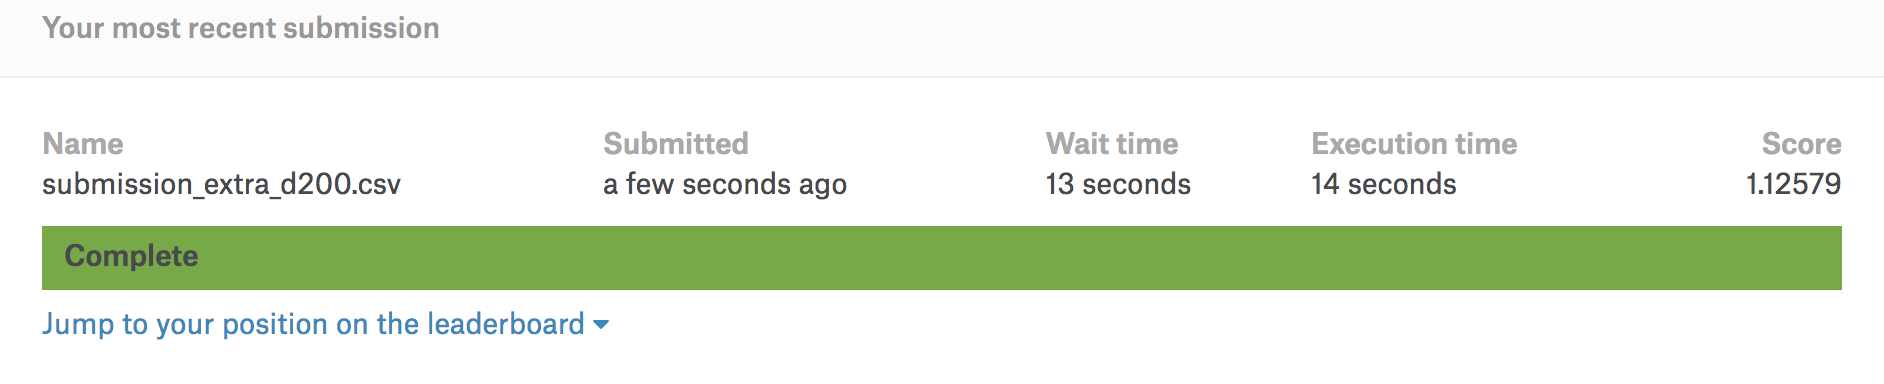 Your most recent submission
Name Submitted Wait time Execution time Score
submission_extra_d200.csv a few seconds ago 13 seconds 14 seconds 1.12579
Complete
Jump to your position on the leaderboard